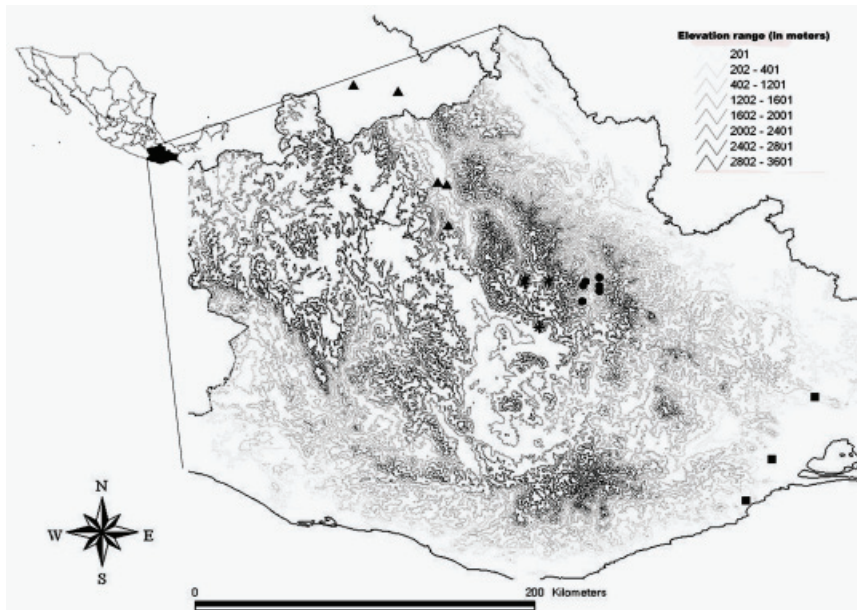 Elevation range (in meters)
201
202 - 401
402 - 1201
1202 - 1601
1602 - 2001
2002 - 2401
2402 - 2801
2802 - 3601
N
W E
S
0 200 Kilometers